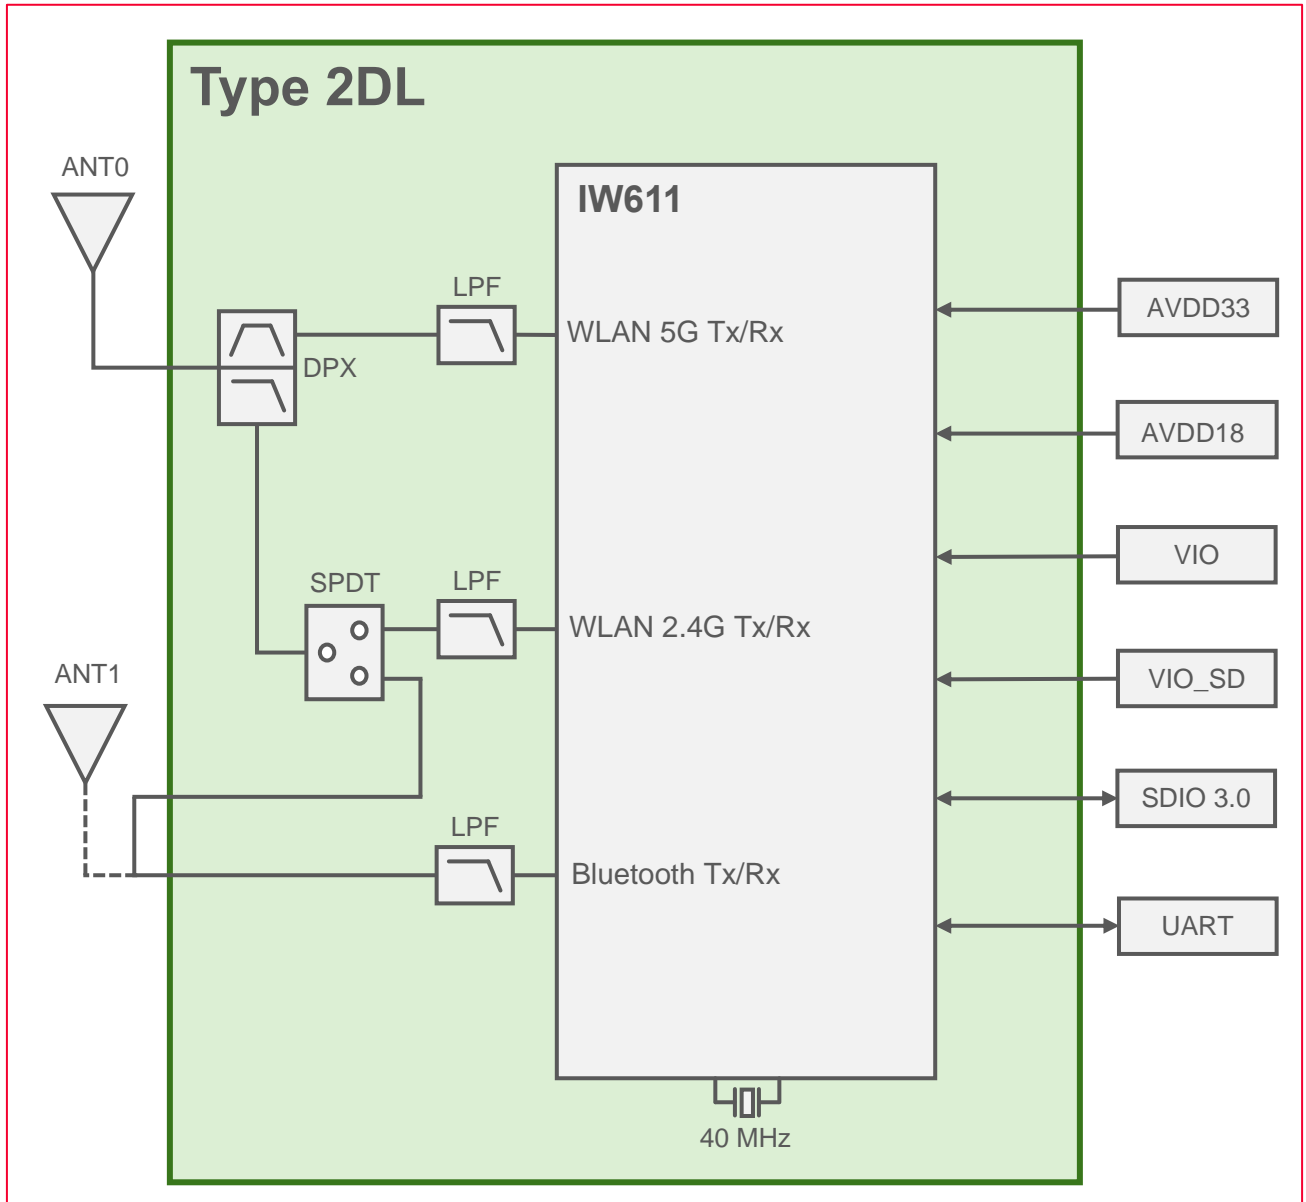 Type 2DL
ANT0
IW611
LPF
AVDD33
WLAN 5G Tx/Rx
DPX
AVDD18
VIO
SPDT
LPF
WLAN 2.4G Tx/Rx
ANT1
VIO_SD
SDIO 3.0
LPF
Bluetooth Tx/Rx
UART
40 MHz